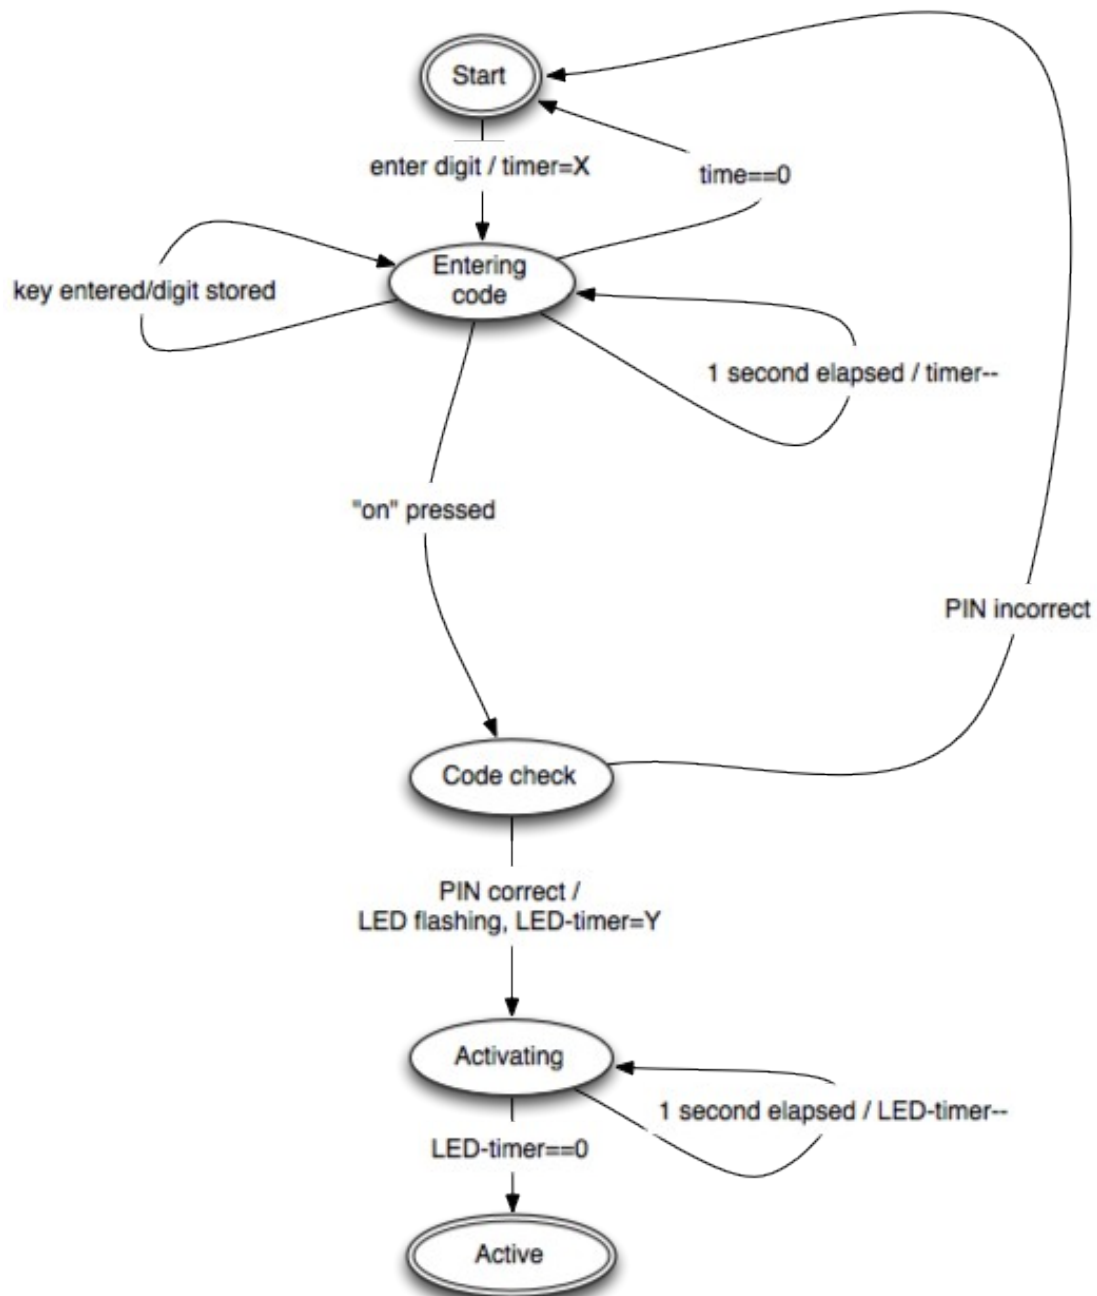 Start
enter digit / timer=X
time==0
Entering
code
key entered/digit stored
1 second elapsed / timer--
"on" pressed
PIN incorrect
Code check
PIN correct /
LED flashing, LED-timer=Y
Activating
1 second elapsed / LED-timer--
LED-timer==0
Active